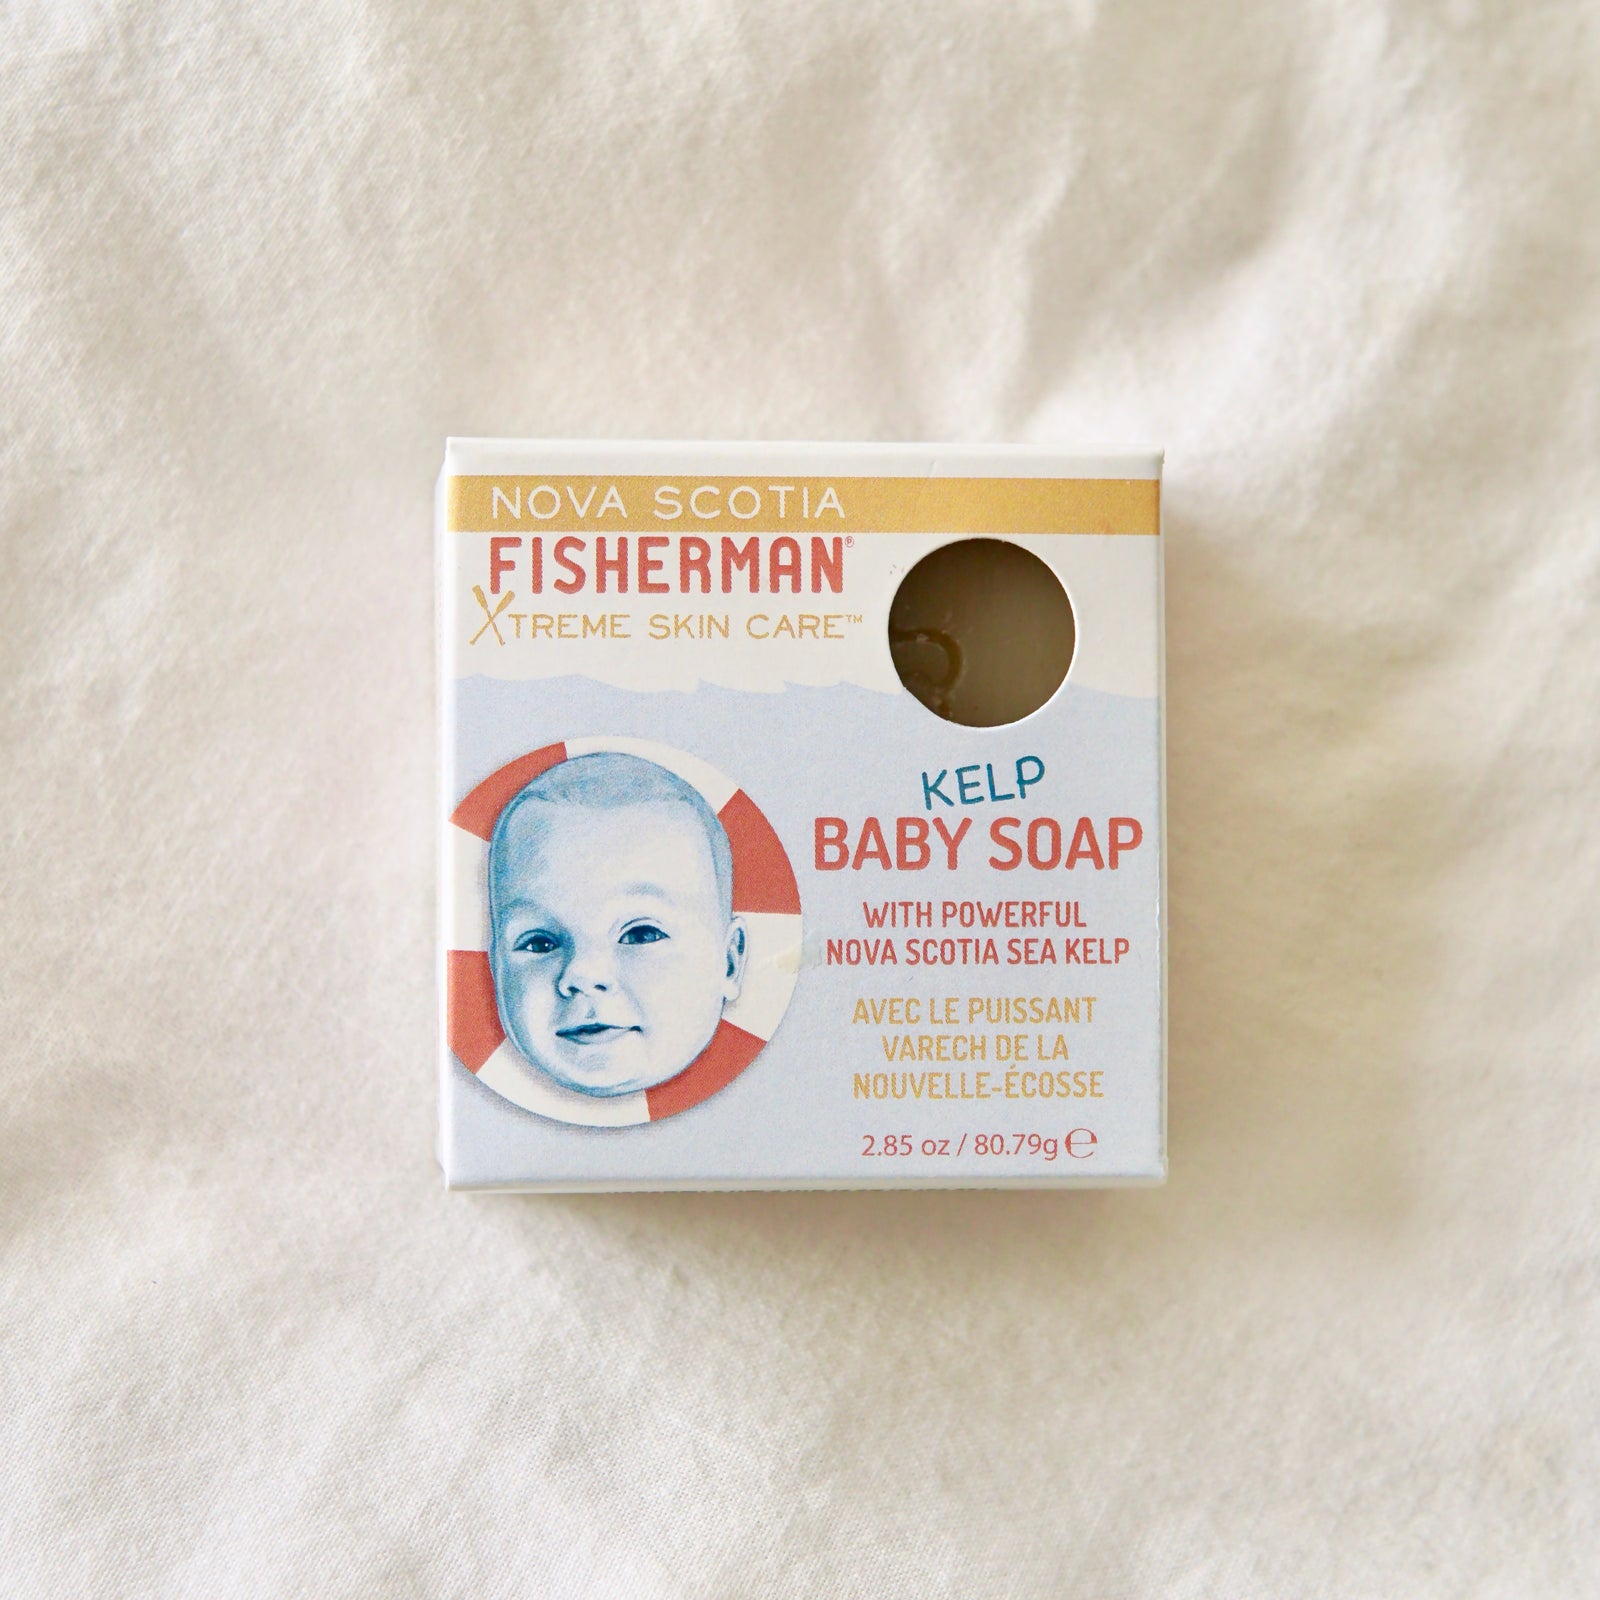 NOVA SCOTIA
FISHERMAN®
XTREME SKIN CARE™
KELP
BABY SOAP
WITH POWERFUL
NOVA SCOTIA SEA KELP
AVEC LE PUISSANT
VARECH DE LA
NOUVELLE-ÉCOSSE
2.85 oz / 80.79g ℮